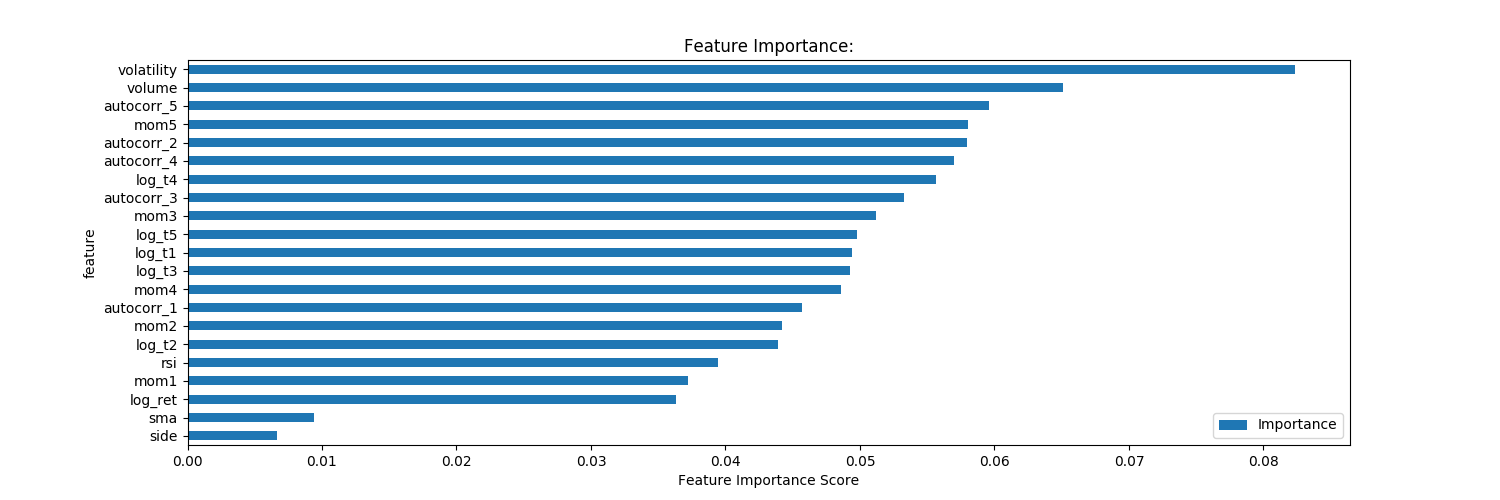 Feature Importance:
volatility
volume
autocorr_5
mom5
autocorr_2
autocorr_4
log_t4
autocorr_3
mom3
log_t5
log_t1
log_t3
mom4
autocorr_1
mom2
log_t2
rsi
mom1
log_ret
sma
side
feature
Importance
0.00 0.01 0.02 0.03 0.04 0.05 0.06 0.07 0.08
Feature Importance Score